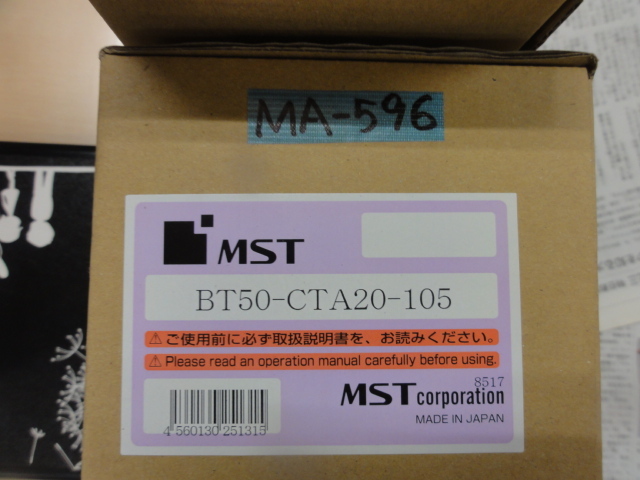 MA-596
MST
BT50-CTA20-105
⚠ご使用前に必ず取扱説明書を、お読みください。
⚠Please read an operation manual carefully before using.
8517
MST corporation
MADE IN JAPAN
4 560130 251315